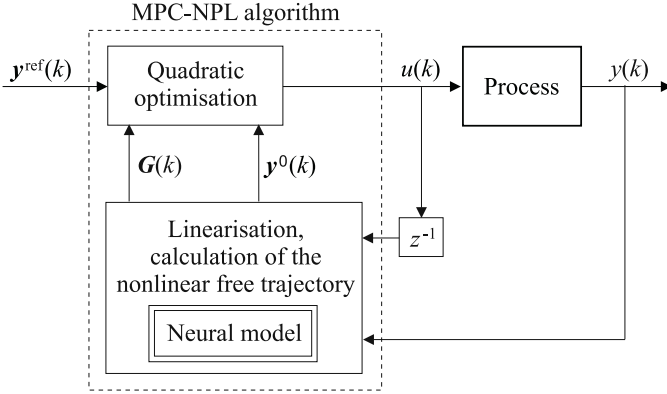 MPC-NPL algorithm
y^ref(k)
Quadratic
optimisation
u(k)
Process
y(k)
G(k)
y^0(k)
Linearisation,
calculation of the
nonlinear free trajectory
z^-1
Neural model